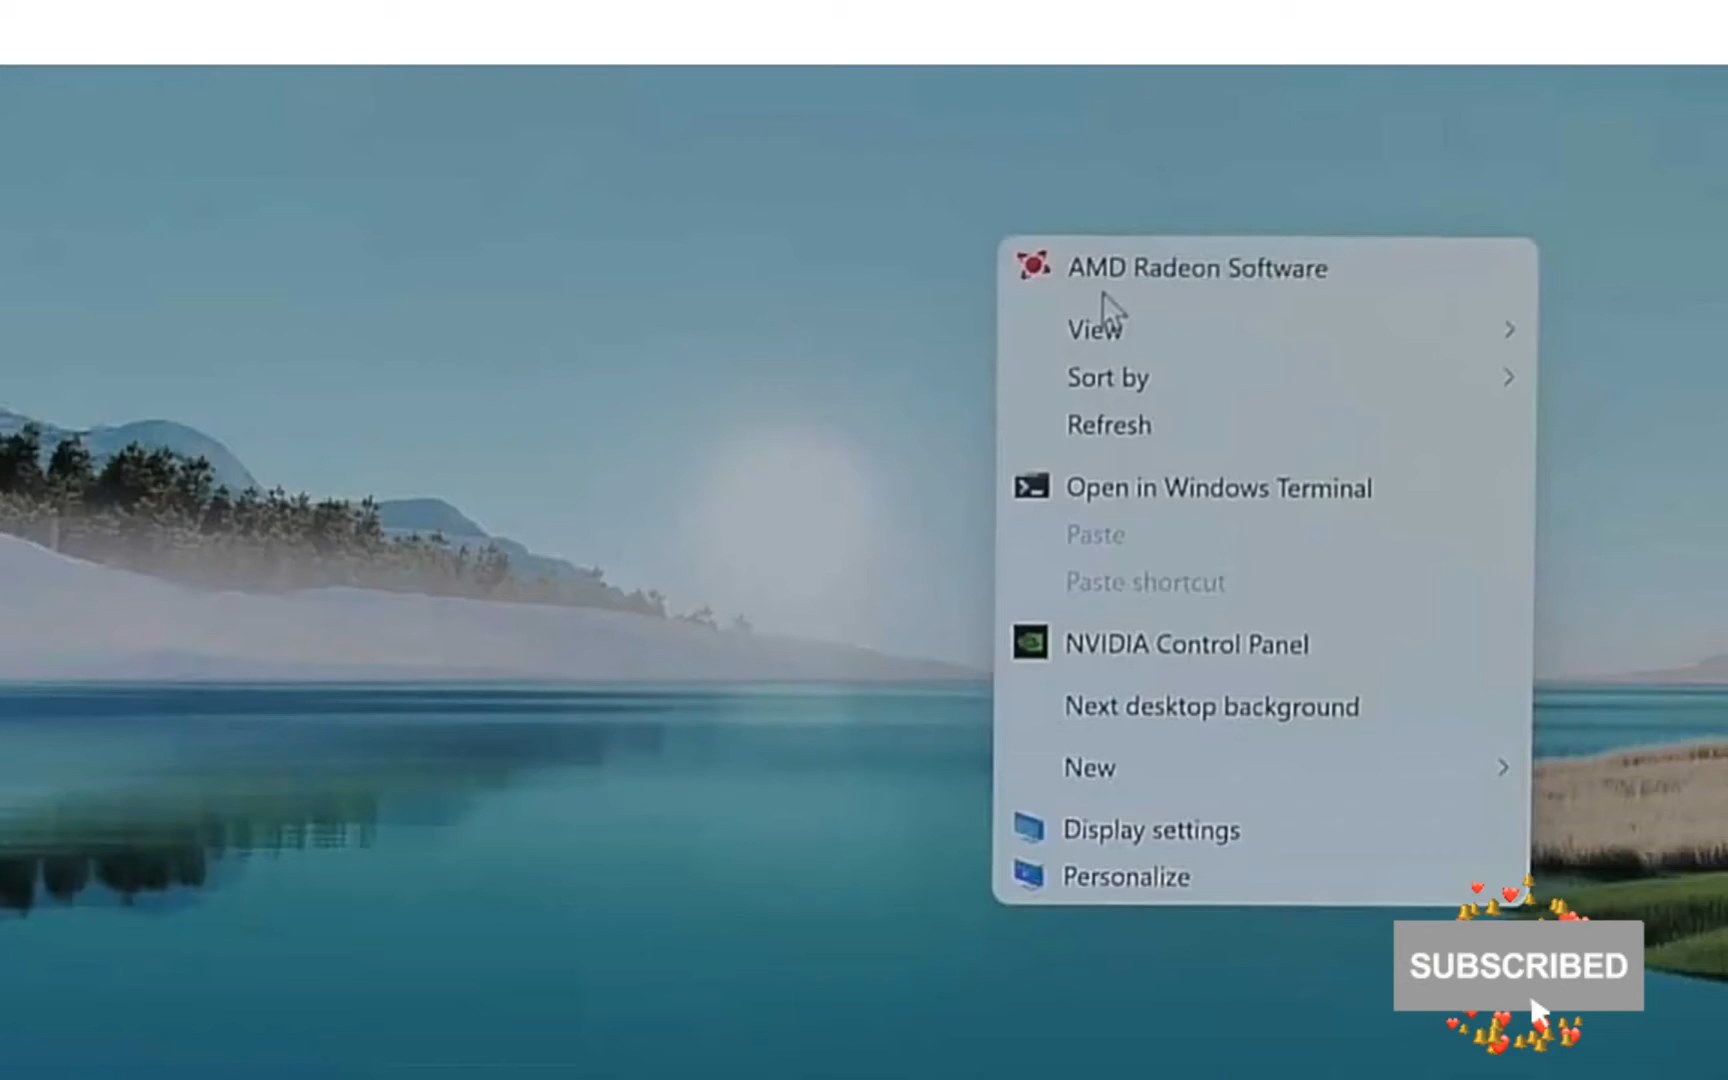 AMD Radeon Software
View
Sort by
Refresh
Open in Windows Terminal
Paste
Paste shortcut
NVIDIA Control Panel
Next desktop background
New
Display settings
Personalize
SUBSCRIBED